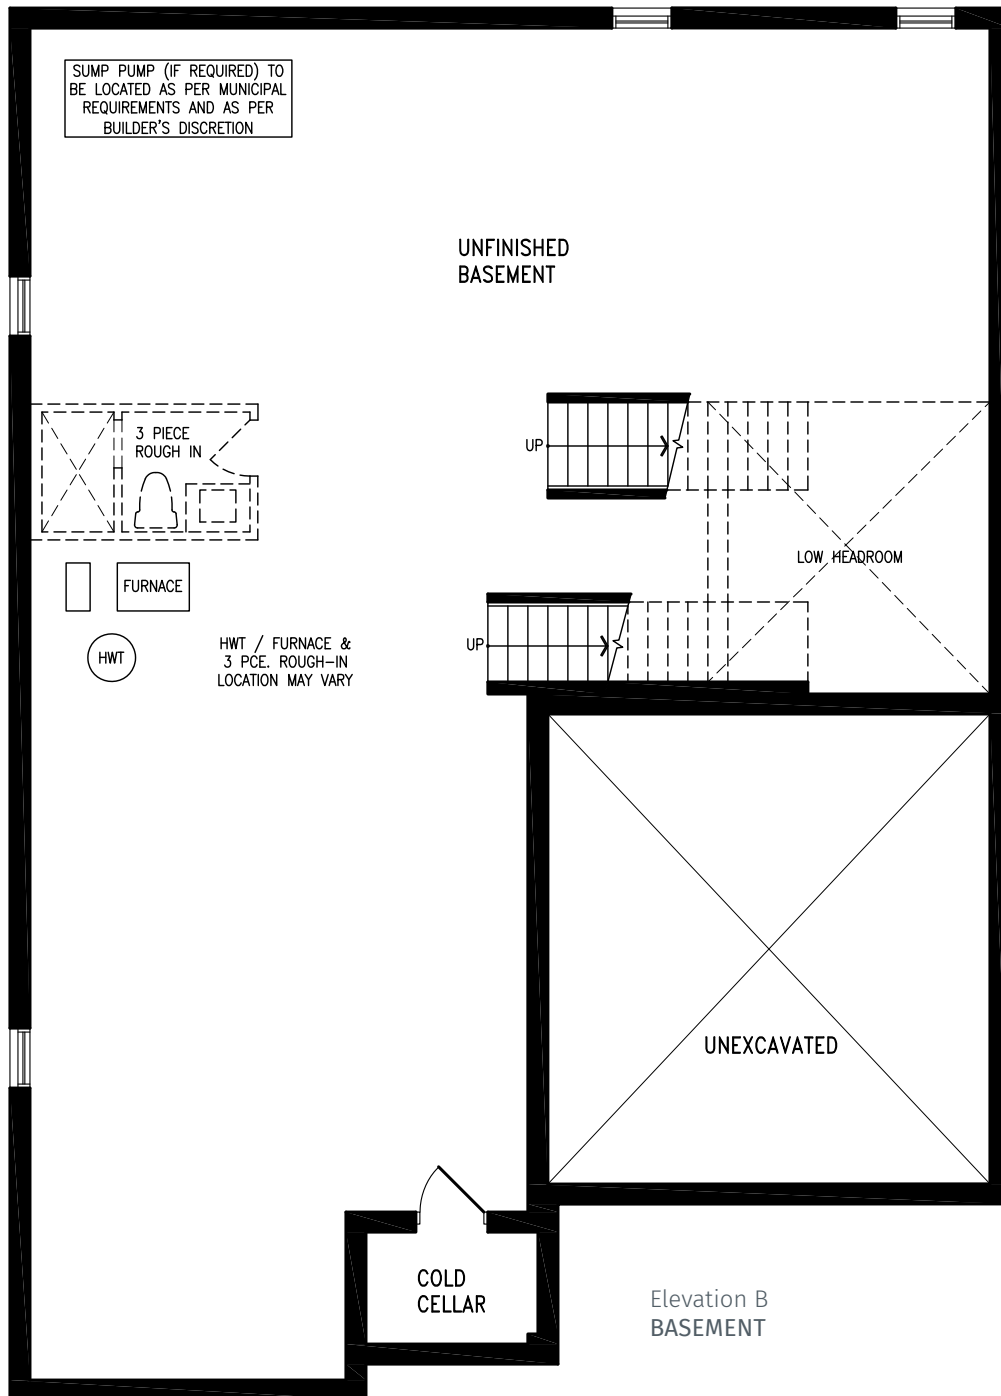 SUMP PUMP (IF REQUIRED) TO
BE LOCATED AS PER MUNICIPAL
REQUIREMENTS AND AS PER
BUILDER'S DISCRETION
UNFINISHED
BASEMENT
3 PIECE
ROUGH IN
UP
LOW HEADROOM
FURNACE
HWT
HWT / FURNACE &
3 PCE. ROUGH-IN
LOCATION MAY VARY
UP
UNEXCAVATED
COLD
CELLAR
Elevation B
BASEMENT